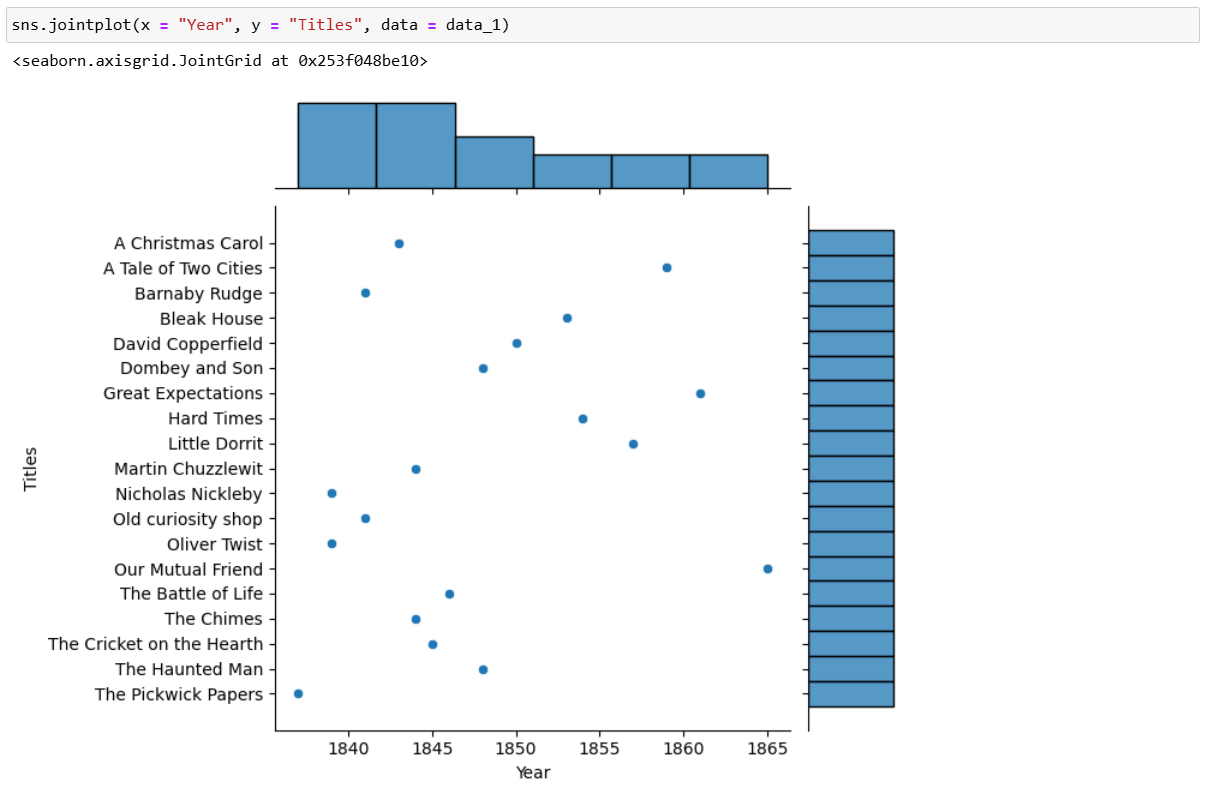 sns.jointplot(x = "Year", y = "Titles", data = data_1)
<seaborn.axisgrid.JointGrid at 0x253f048be10>
A Christmas Carol
A Tale of Two Cities
Barnaby Rudge
Bleak House
David Copperfield
Dombey and Son
Great Expectations
Hard Times
Little Dorrit
Martin Chuzzlewit
Nicholas Nickleby
Old curiosity shop
Oliver Twist
Our Mutual Friend
The Battle of Life
The Chimes
The Cricket on the Hearth
The Haunted Man
The Pickwick Papers
Titles
1840 1845 1850 1855 1860 1865
Year